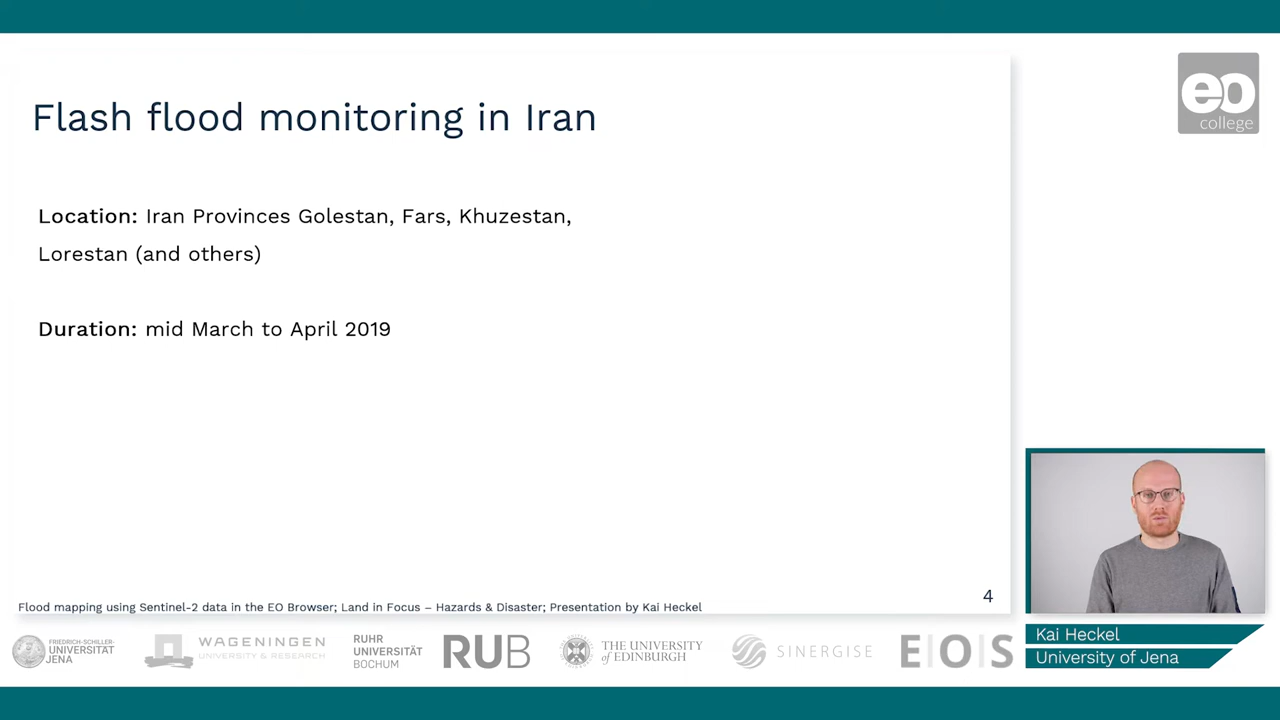 eo
college
Flash flood monitoring in Iran
Location: Iran Provinces Golestan, Fars, Khuzestan,
Lorestan (and others)
Duration: mid March to April 2019
4
Flood mapping using Sentinel-2 data in the EO Browser; Land in Focus – Hazards & Disaster; Presentation by Kai Heckel
Kai Heckel
University of Jena
FRIEDRICH-SCHILLER-
UNIVERSITÄT
JENA
WAGENINGEN
UNIVERSITY & RESEARCH
RUHR
UNIVERSITÄT
BOCHUM
RUB
THE UNIVERSITY
of EDINBURGH
SINERGISE
E|O|S